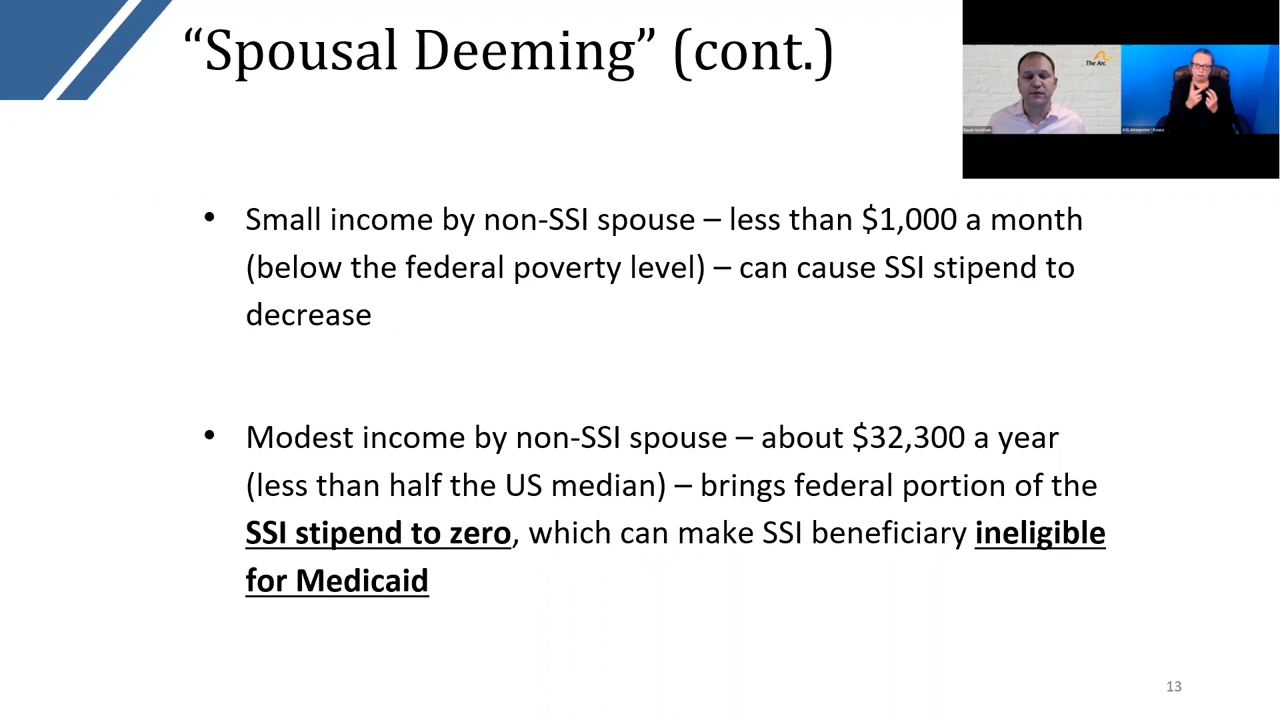 “Spousal Deeming” (cont.)
The Arc
ASL Interpreter | Keara
• Small income by non-SSI spouse – less than $1,000 a month
(below the federal poverty level) – can cause SSI stipend to
decrease
• Modest income by non-SSI spouse – about $32,300 a year
(less than half the US median) – brings federal portion of the
SSI stipend to zero, which can make SSI beneficiary ineligible
for Medicaid
13